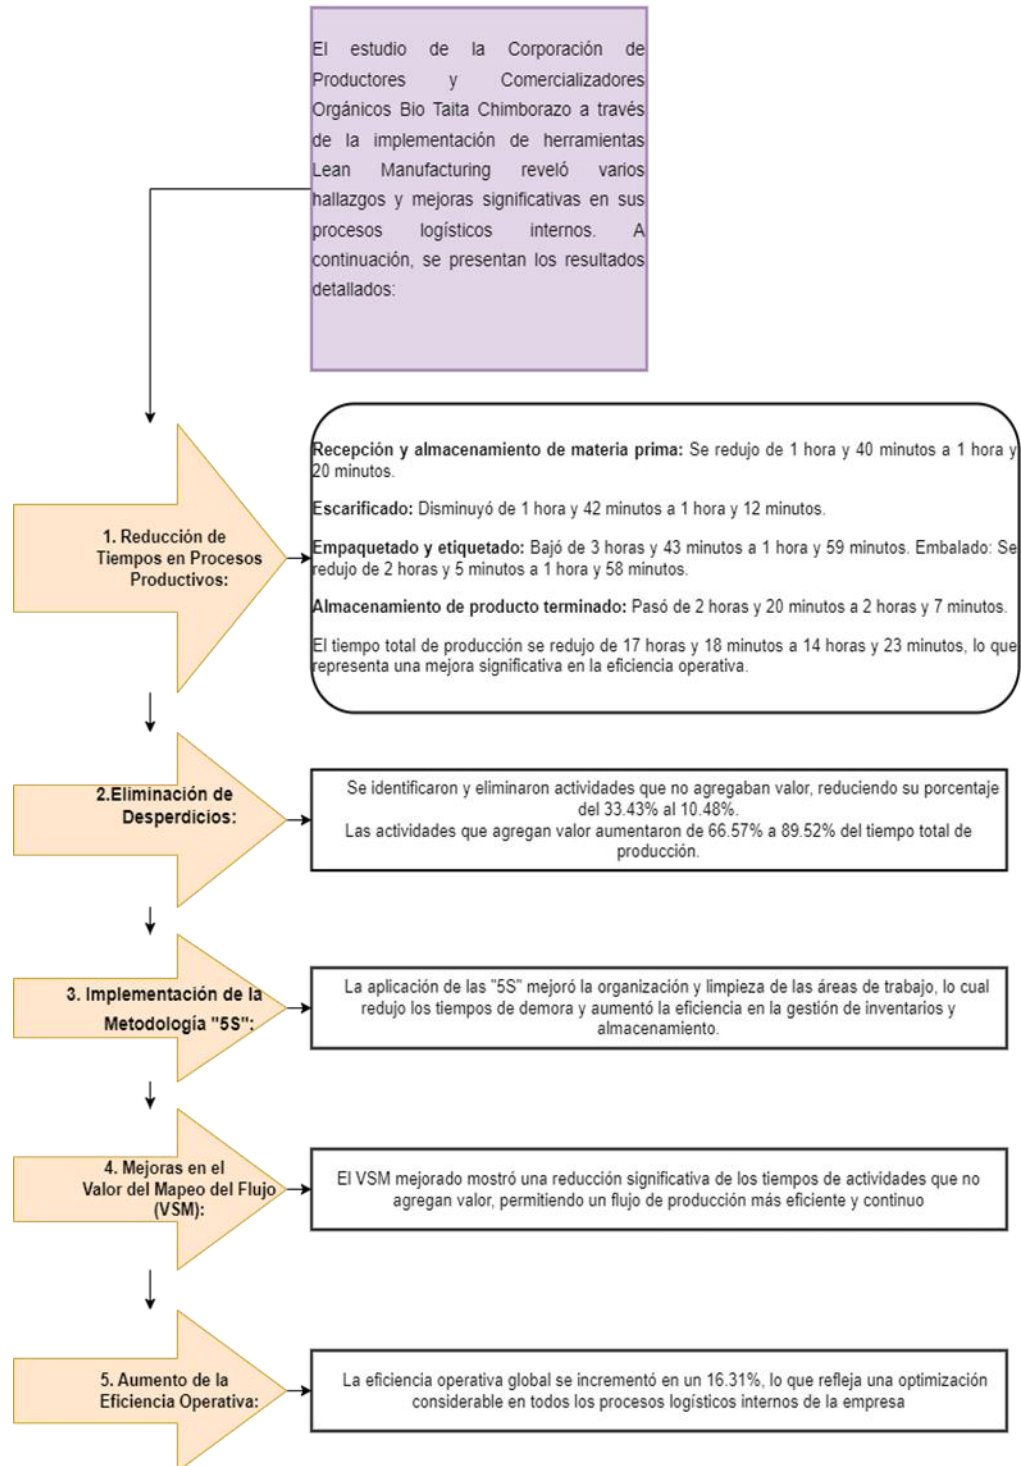 El estudio de la Corporación de
Productores y Comercializadores
Orgánicos Bio Taita Chimborazo a través
de la implementación de herramientas
Lean Manufacturing reveló varios
hallazgos y mejoras significativas en sus
procesos logísticos internos. A
continuación, se presentan los resultados
detallados:
1. Reducción de
Tiempos en Procesos
Productivos:
Recepción y almacenamiento de materia prima: Se redujo de 1 hora y 40 minutos a 1 hora y
20 minutos.
Escarificado: Disminuyó de 1 hora y 42 minutos a 1 hora y 12 minutos.
Empaquetado y etiquetado: Bajó de 3 horas y 43 minutos a 1 hora y 59 minutos. Embalado: Se
redujo de 2 horas y 5 minutos a 1 hora y 58 minutos.
Almacenamiento de producto terminado: Pasó de 2 horas y 20 minutos a 2 horas y 7 minutos.
El tiempo total de producción se redujo de 17 horas y 18 minutos a 14 horas y 23 minutos, lo que
representa una mejora significativa en la eficiencia operativa.
2.Eliminación de
Desperdicios:
Se identificaron y eliminaron actividades que no agregaban valor, reduciendo su porcentaje
del 33.43% al 10.48%.
Las actividades que agregan valor aumentaron de 66.57% a 89.52% del tiempo total de
producción.
3. Implementación de la
Metodología "5S":
La aplicación de las "5S" mejoró la organización y limpieza de las áreas de trabajo, lo cual
redujo los tiempos de demora y aumentó la eficiencia en la gestión de inventarios y
almacenamiento.
4. Mejoras en el
Valor del Mapeo del Flujo
(VSM):
El VSM mejorado mostró una reducción significativa de los tiempos de actividades que no
agregan valor, permitiendo un flujo de producción más eficiente y continuo
5. Aumento de la
Eficiencia Operativa:
La eficiencia operativa global se incrementó en un 16.31%, lo que refleja una optimización
considerable en todos los procesos logísticos internos de la empresa